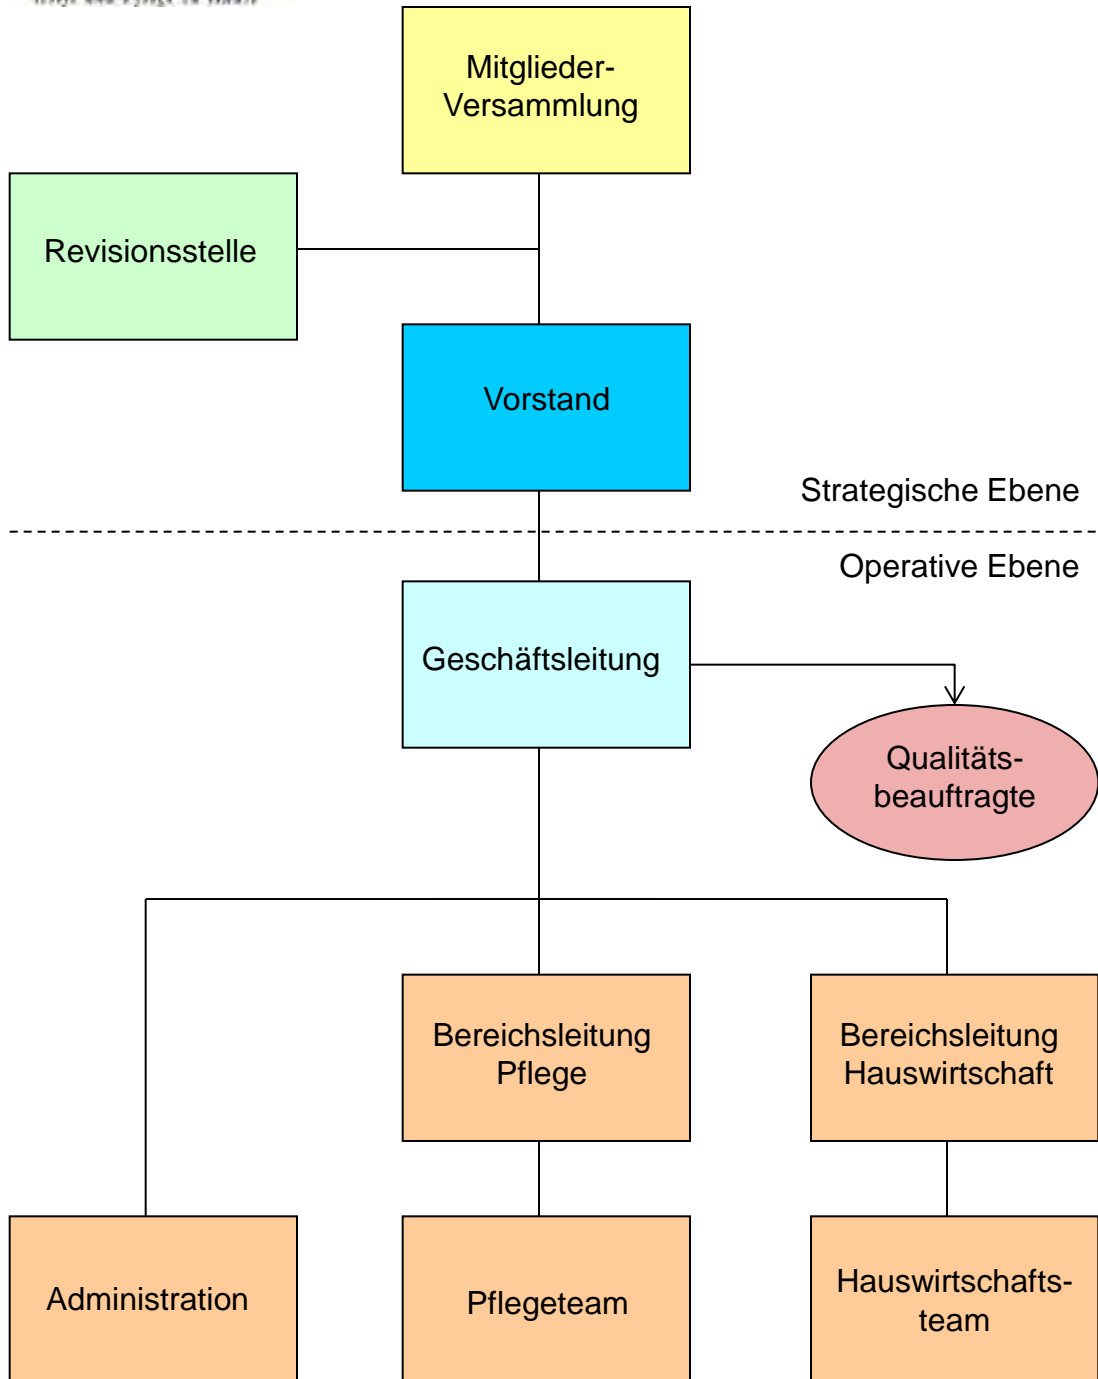 Mitglieder-
Versammlung
Revisionsstelle
Vorstand
Strategische Ebene
Operative Ebene
Geschäftsleitung
Qualitäts-
beauftragte
Bereichsleitung
Pflege
Bereichsleitung
Hauswirtschaft
Administration
Pflegeteam
Hauswirtschafts-
team